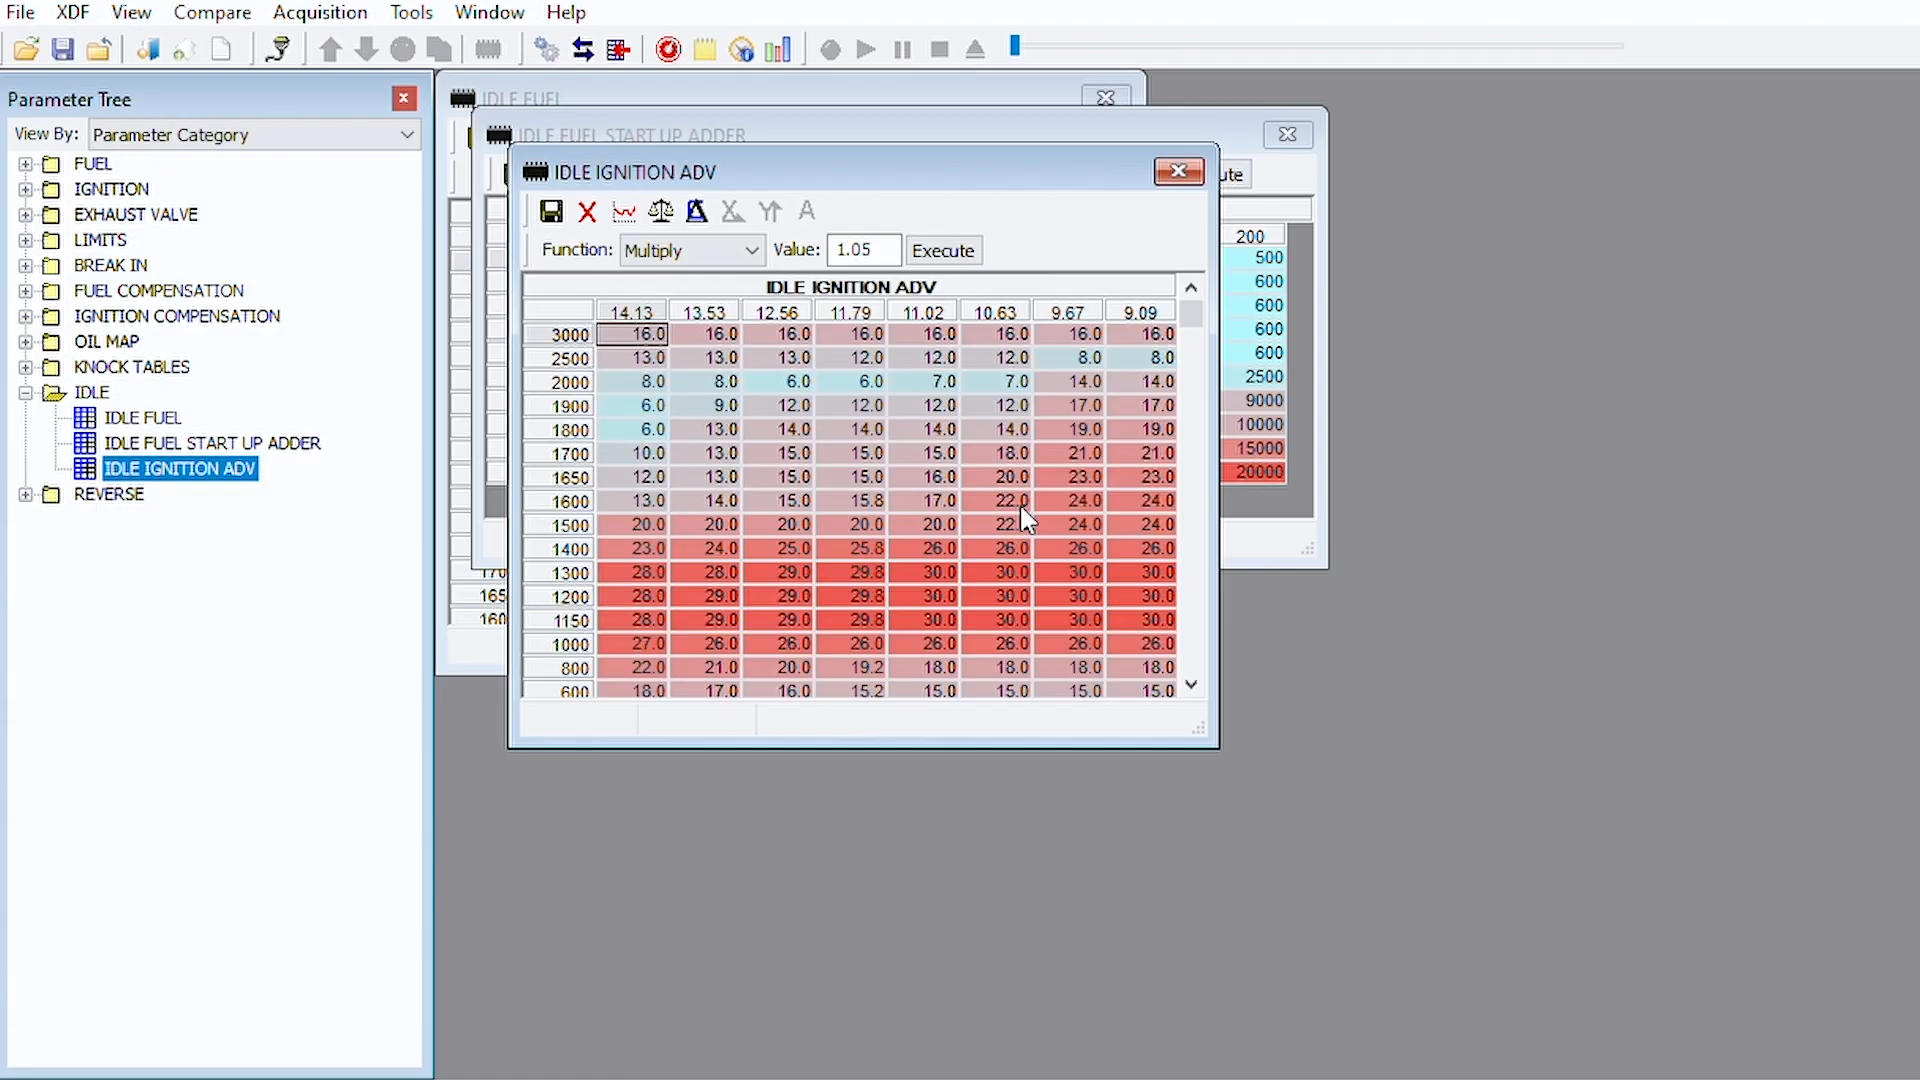 File XDF View Compare Acquisition Tools Window Help
Parameter Tree
View By: Parameter Category
FUEL
IGNITION
EXHAUST VALVE
LIMITS
BREAK IN
FUEL COMPENSATION
IGNITION COMPENSATION
OIL MAP
KNOCK TABLES
IDLE
IDLE FUEL
IDLE FUEL START UP ADDER
IDLE IGNITION ADV
REVERSE
IDLE FUEL
IDLE FUEL START UP ADDER
ute
200
500
600
600
600
600
2500
9000
10000
15000
20000
170
165
160
IDLE IGNITION ADV
Function: Multiply Value: 1.05 Execute
IDLE IGNITION ADV
14.13 13.53 12.56 11.79 11.02 10.63 9.67 9.09
3000 16.0 16.0 16.0 16.0 16.0 16.0 16.0 16.0
2500 13.0 13.0 13.0 12.0 12.0 12.0 8.0 8.0
2000 8.0 8.0 6.0 6.0 7.0 7.0 14.0 14.0
1900 6.0 9.0 12.0 12.0 12.0 12.0 17.0 17.0
1800 6.0 13.0 14.0 14.0 14.0 14.0 19.0 19.0
1700 10.0 13.0 15.0 15.0 15.0 18.0 21.0 21.0
1650 12.0 13.0 15.0 15.0 16.0 20.0 23.0 23.0
1600 13.0 14.0 15.0 15.8 17.0 22.0 24.0 24.0
1500 20.0 20.0 20.0 20.0 20.0 22. 24.0 24.0
1400 23.0 24.0 25.0 25.8 26.0 26.0 26.0 26.0
1300 28.0 28.0 29.0 29.8 30.0 30.0 30.0 30.0
1200 28.0 29.0 29.0 29.8 30.0 30.0 30.0 30.0
1150 28.0 29.0 29.0 29.8 30.0 30.0 30.0 30.0
1000 27.0 26.0 26.0 26.0 26.0 26.0 26.0 26.0
800 22.0 21.0 20.0 19.2 18.0 18.0 18.0 18.0
600 18.0 17.0 16.0 15.2 15.0 15.0 15.0 15.0